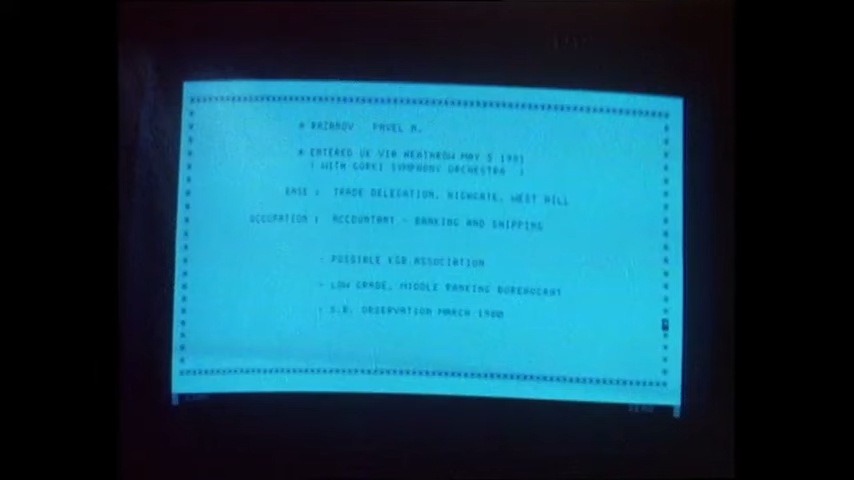 * RAZANOV PAVEL M.
* ENTERED UK VIA HEATHROW MAY 5 1981
( WITH GORKI SYMPHONY ORCHESTRA )
BASE : TRADE DELEGATION, HIGHGATE, WEST HILL
OCCUPATION : ACCOUNTANT - BANKING AND SHIPPING
- POSSIBLE KGB ASSOCIATION
- LOW GRADE, MIDDLE RANKING BUREAUCRAT
: S.B. OBSERVATION MARCH 1980